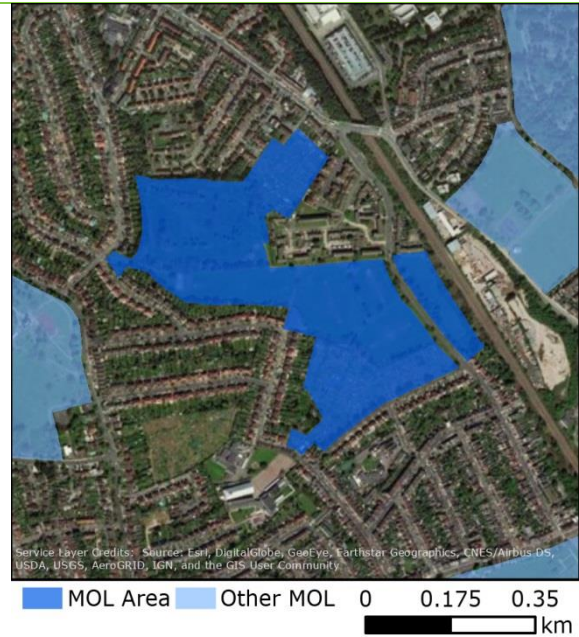 Service Layer Credits: Source: Esri, DigitalGlobe, GeoEye, Earthstar Geographics, CNES/Airbus DS,
USDA, USGS, AeroGRID, IGN, and the GIS User Community
MOL Area Other MOL 0 0.175 0.35
km